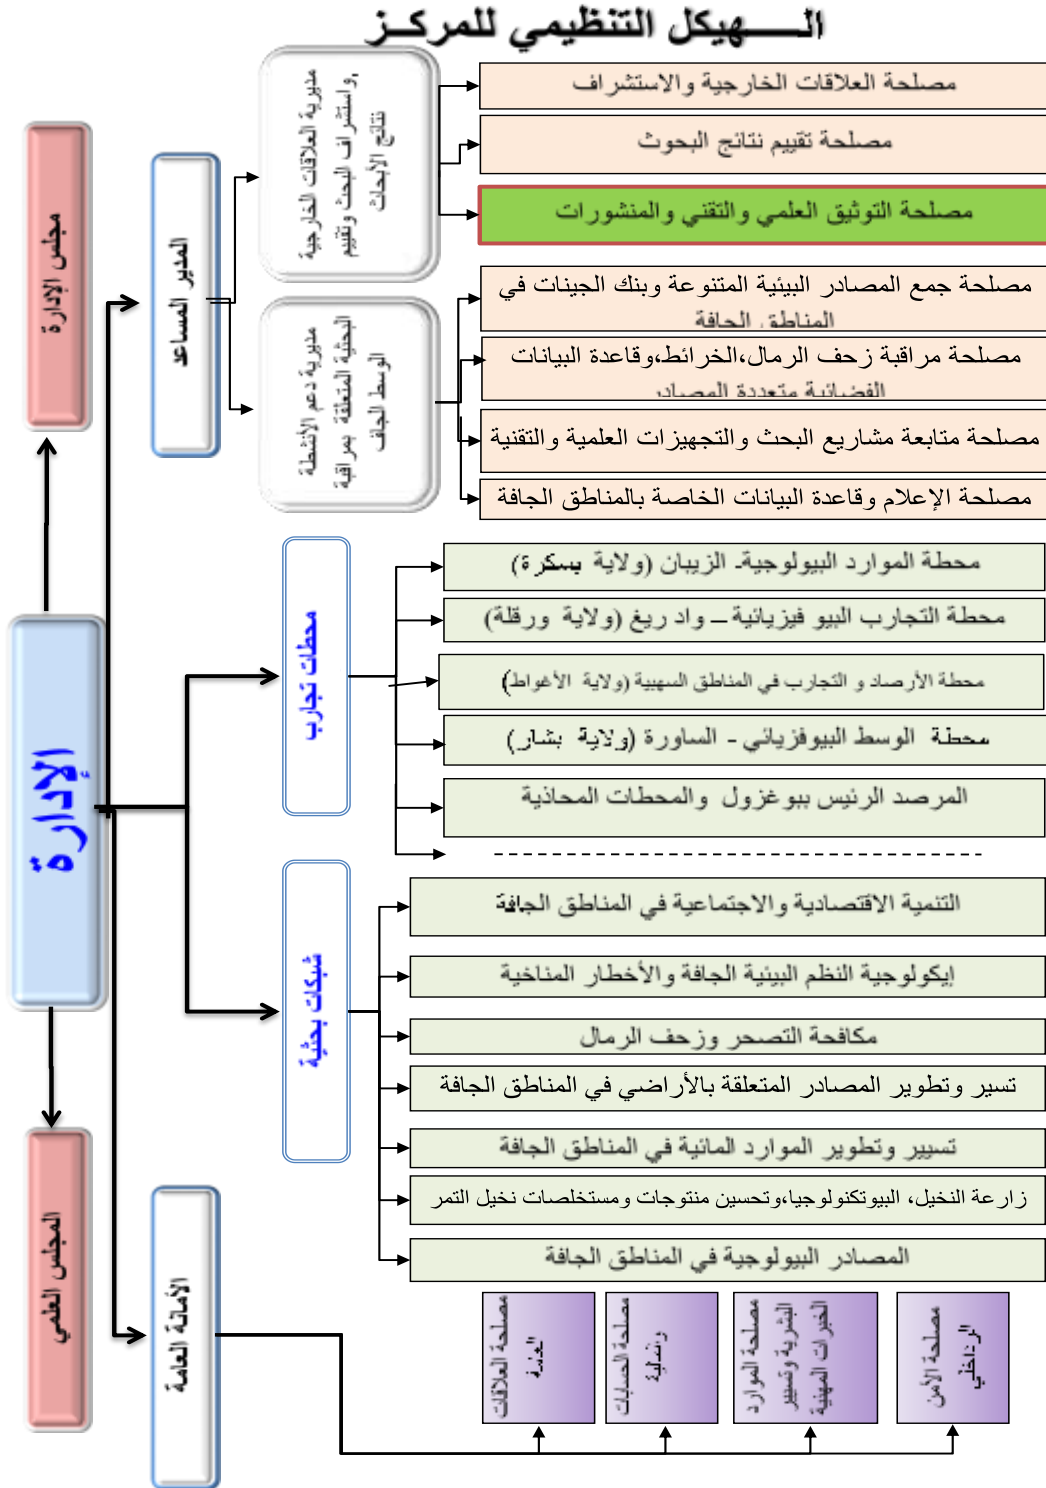 الـــــهيكل التنظيمي للمركــز
مجلس الإدارة
الإدارة
المجلس العلمي
المدير المساعد
مديرية العلاقات الخارجية
واستشراف البحث وتقييم
نتائج الأبحاث
مصلحة العلاقات الخارجية والاستشراف
مصلحة تقييم نتائج البحوث
مصلحة التوثيق العلمي والتقني والمنشورات
مديرية دعم الأنشطة
البحثية المتعلقة بمراقبة
الوسط الجاف
مصلحة جمع المصادر البيئية المتنوعة وبنك الجينات في
المناطق الجافة
مصلحة مراقبة زحف الرمال،الخرائط،وقاعدة البيانات
الفضائية متعددة المصادر
مصلحة متابعة مشاريع البحث والتجهيزات العلمية والتقنية
مصلحة الإعلام وقاعدة البيانات الخاصة بالمناطق الجافة
محطات تجارب
محطة الموارد البيولوجية- الزيبان (ولاية بسكرة)
محطة التجارب البيو فيزيائية – واد ريغ (ولاية ورقلة)
محطة الأرصاد و التجارب في المناطق السهبية (ولاية الأغواط)
محطة الوسط البيوفزيائي - الساورة (ولاية بشار)
المرصد الرئيس ببوغزول والمحطات المحاذية
شبكات بحثية
التنمية الاقتصادية والاجتماعية في المناطق الجافة
إيكولوجية النظم البيئية الجافة والأخطار المناخية
مكافحة التصحر وزحف الرمال
تسير وتطوير المصادر المتعلقة بالأراضي في المناطق الجافة
تسيير وتطوير الموارد المائية في المناطق الجافة
زارعة النخيل، البيوتكنولوجيا،وتحسين منتوجات ومستخلصات نخيل التمر
المصادر البيولوجية في المناطق الجافة
الأمانة العامة
مصلحة العلاقات
العامة
مصلحة الحسابات
والمالية
مصلحة الموارد
البشرية وتسيير
الخبرات المهنية
مصلحة الأمن
الداخلي